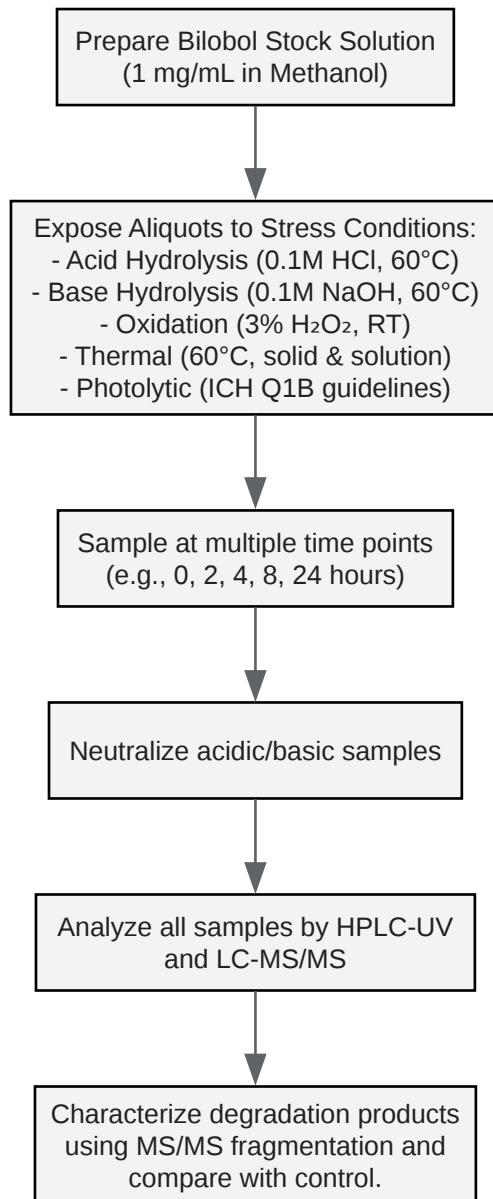 Prepare Bilobol Stock Solution
(1 mg/mL in Methanol)
Expose Aliquots to Stress Conditions:
- Acid Hydrolysis (0.1M HCl, 60°C)
- Base Hydrolysis (0.1M NaOH, 60°C)
- Oxidation (3% H₂O₂, RT)
- Thermal (60°C, solid & solution)
- Photolytic (ICH Q1B guidelines)
Sample at multiple time points
(e.g., 0, 2, 4, 8, 24 hours)
Neutralize acidic/basic samples
Analyze all samples by HPLC-UV
and LC-MS/MS
Characterize degradation products
using MS/MS fragmentation and
compare with control.